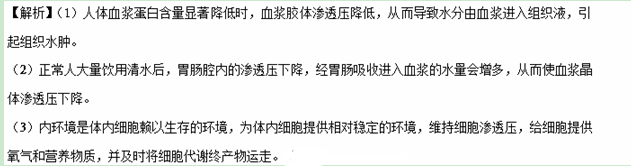 【解析】（1）人体血浆蛋白含量显著降低时，血浆胶体渗透压降低，从而导致水分由血浆进入组织液，引
起组织水肿。
（2）正常人大量饮用清水后，胃肠腔内的渗透压下降，经胃肠吸收进入血浆的水量会增多，从而使血浆晶
体渗透压下降。
（3）内环境是体内细胞赖以生存的环境，为体内细胞提供相对稳定的环境，维持细胞渗透压，给细胞提供
氧气和营养物质，并及时将细胞代谢终产物运走。